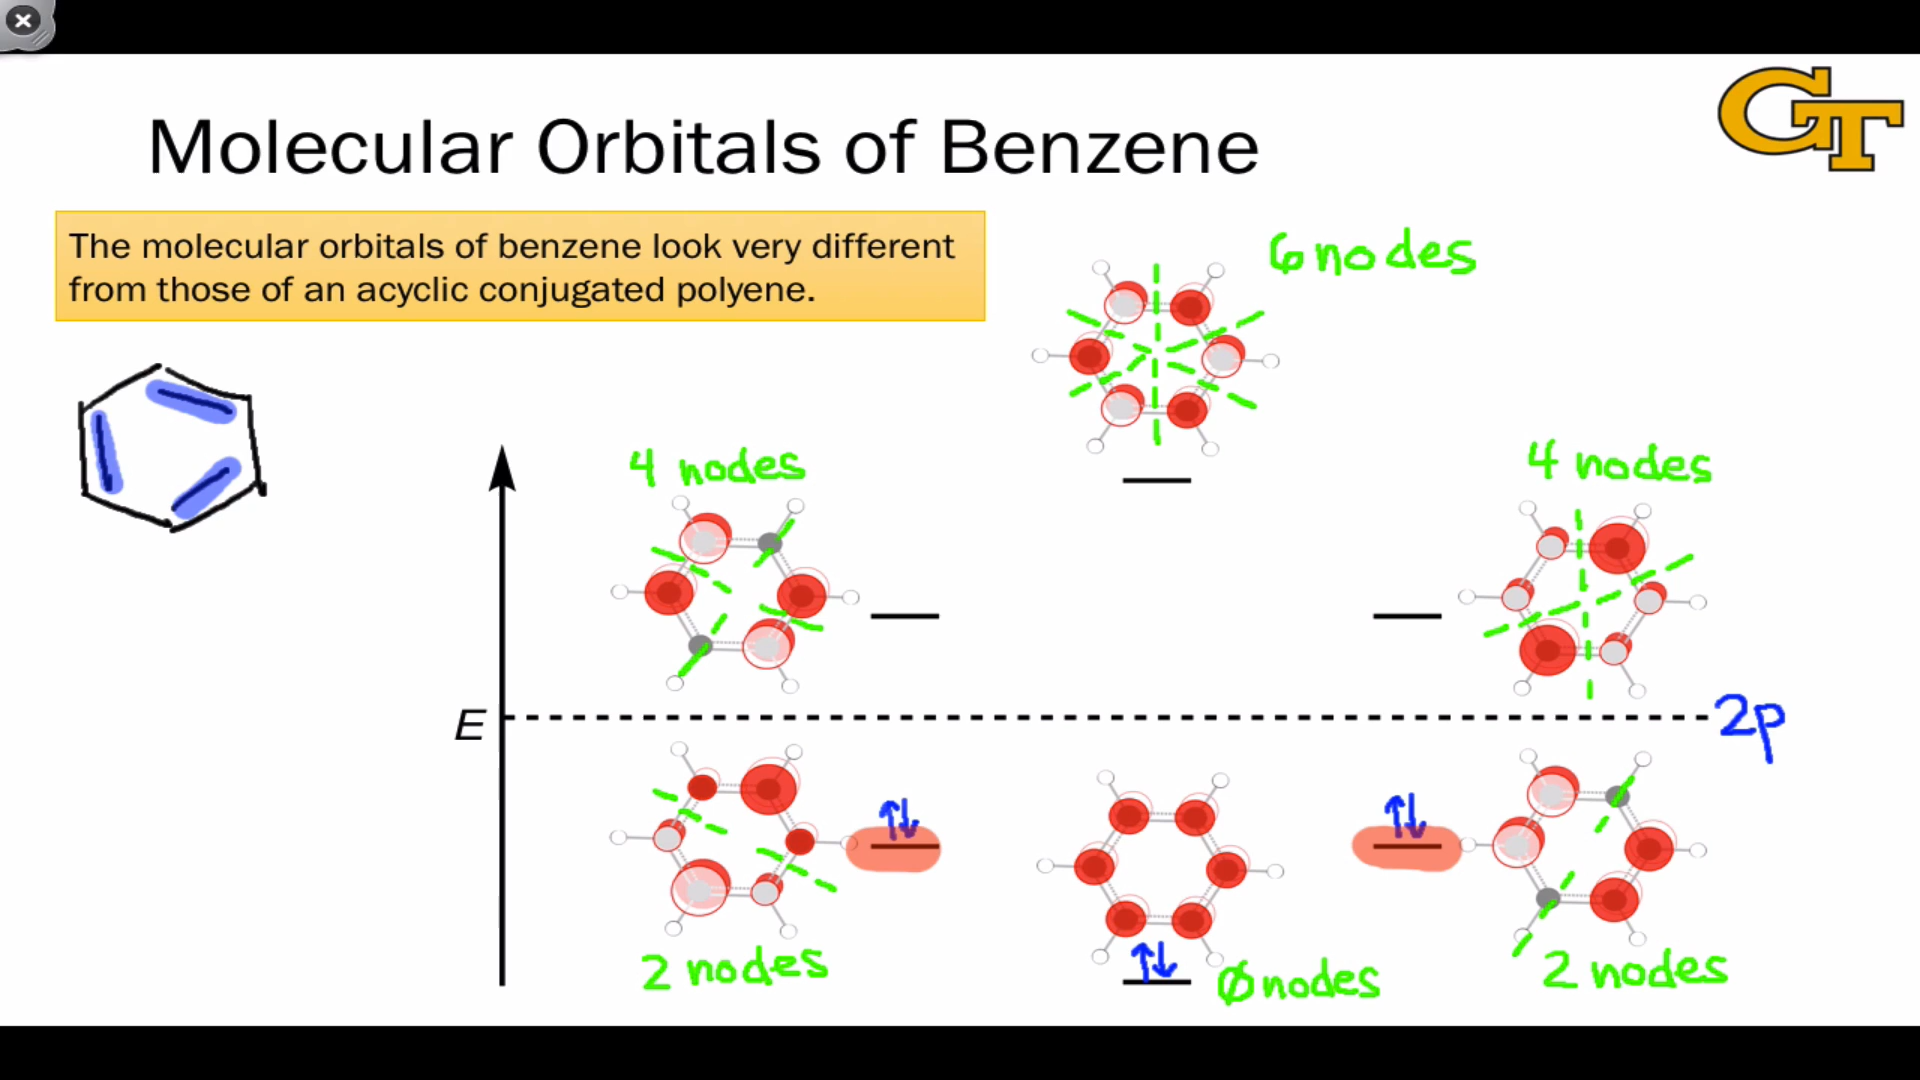 GT
Molecular Orbitals of Benzene
The molecular orbitals of benzene look very different
from those of an acyclic conjugated polyene.
6 nodes
4 nodes
4 nodes
E
2p
2 nodes
0 nodes
2 nodes